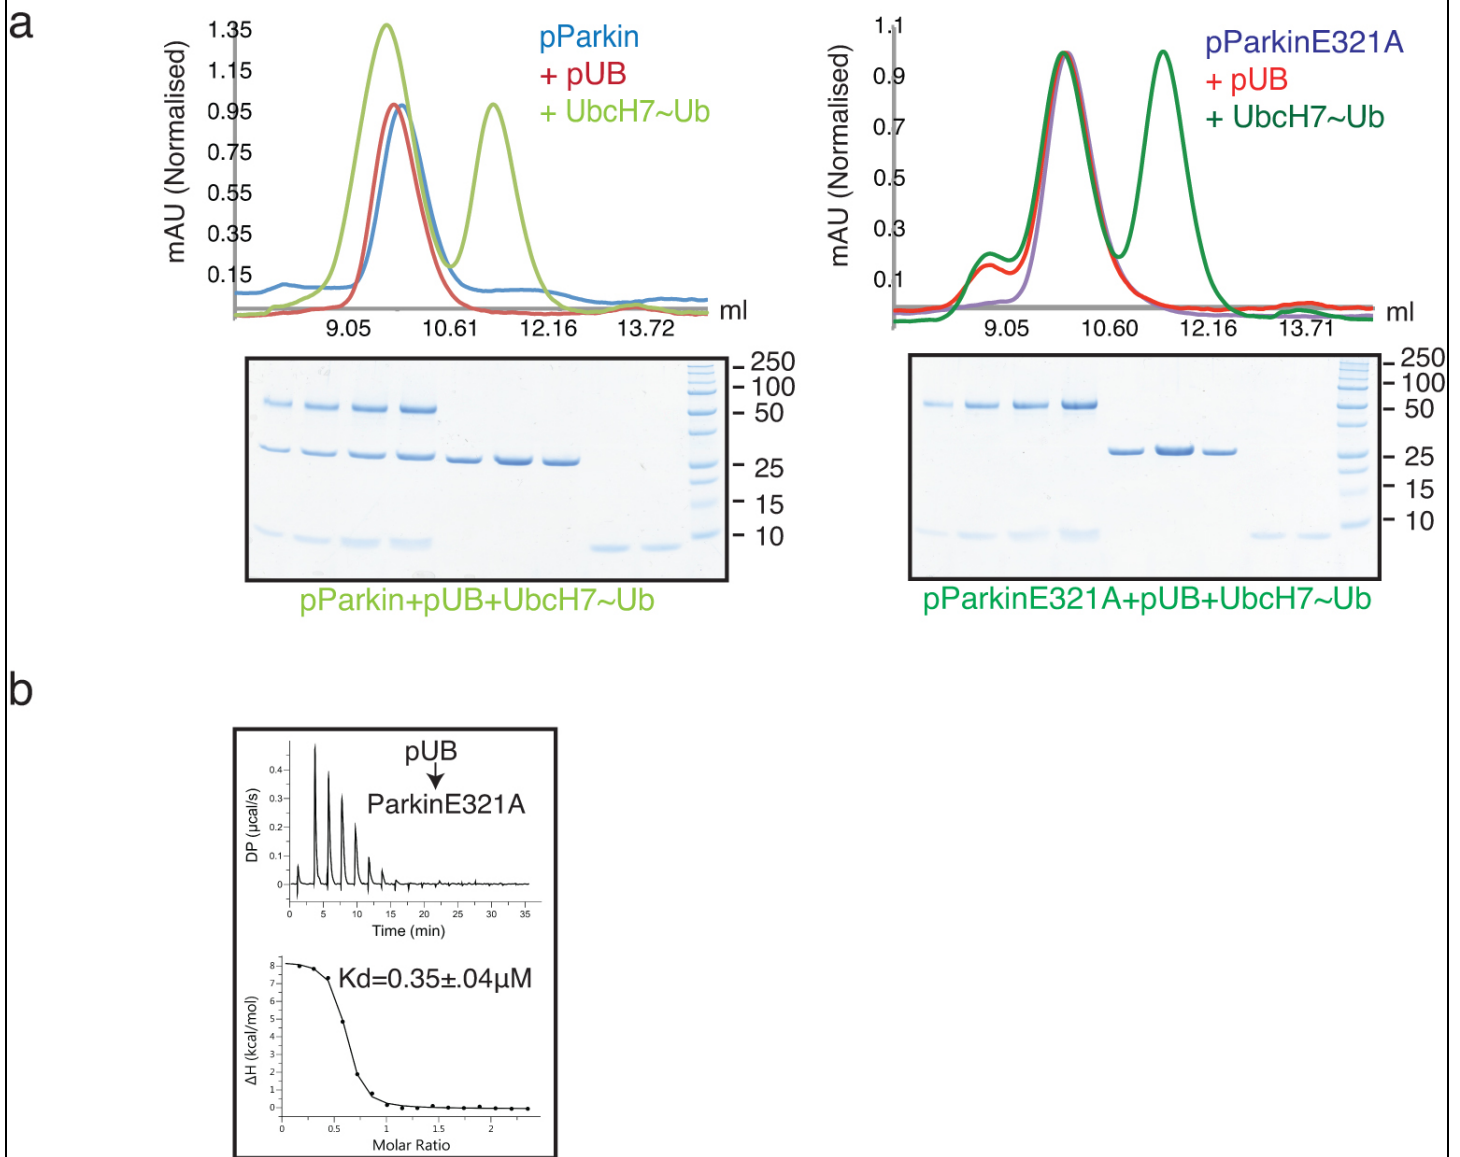 a
mAU (Normalised)
1.35
1.15
0.95
0.75
0.55
0.35
0.15
pParkin
+ pUB
+ UbcH7~Ub
9.05 10.61 12.16 13.72 ml
mAU (Normalised)
1.1
0.9
0.7
0.5
0.3
0.1
pParkinE321A
+ pUB
+ UbcH7~Ub
9.05 10.60 12.16 13.71 ml
250
100
50
25
15
10
pParkin+pUB+UbcH7~Ub
250
100
50
25
15
10
pParkinE321A+pUB+UbcH7~Ub
b
pUB
ParkinE321A
DP (µcal/s)
0.4
0.3
0.2
0.1
0
0 5 10 15 20 25 30 35
Time (min)
Kd=0.35±.04µM
ΔH (kcal/mol)
8
7
6
5
4
3
2
1
0
0 0.5 1 1.5 2
Molar Ratio